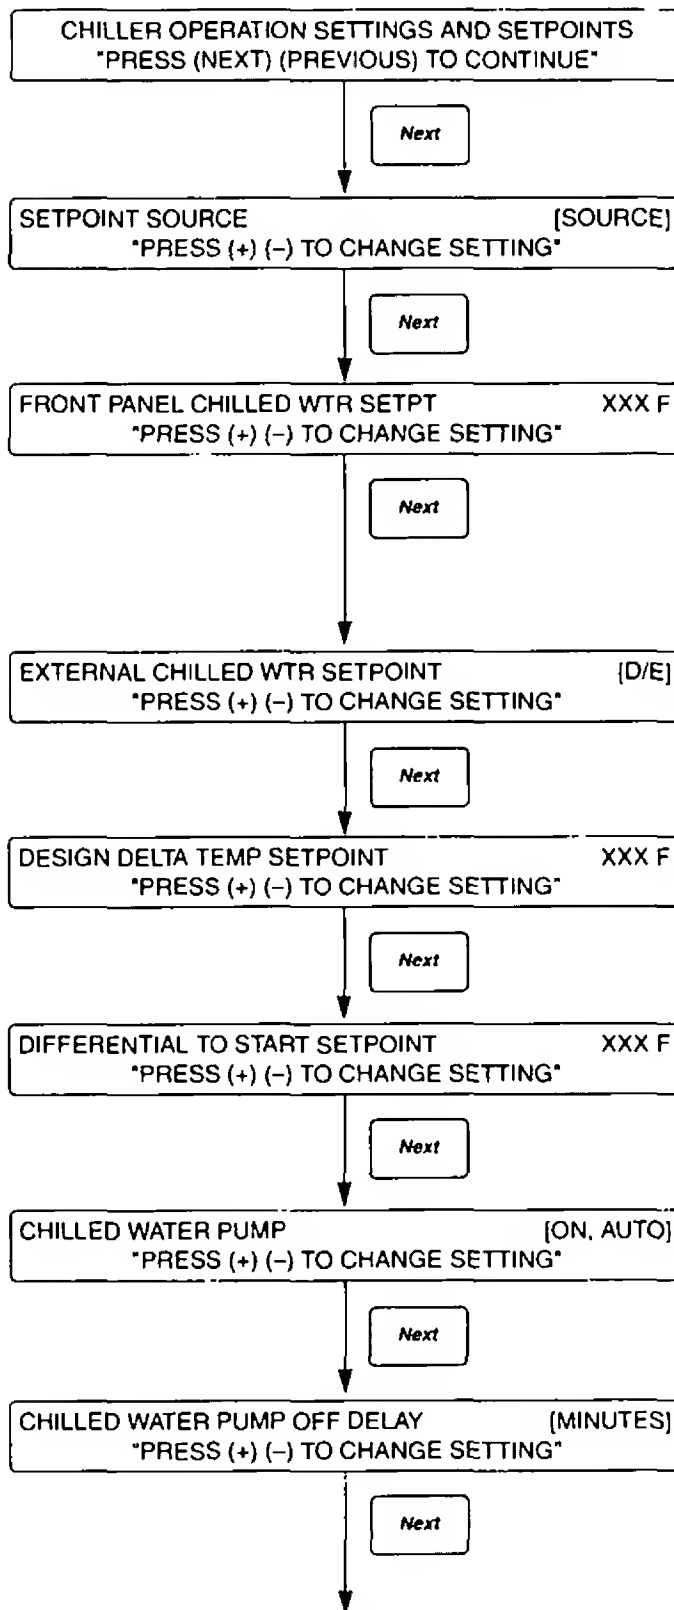 CHILLER OPERATION SETTINGS AND SETPOINTS
"PRESS (NEXT) (PREVIOUS) TO CONTINUE"
Next
SETPOINT SOURCE [SOURCE]
"PRESS (+) (–) TO CHANGE SETTING"
Next
FRONT PANEL CHILLED WTR SETPT XXX F
"PRESS (+) (–) TO CHANGE SETTING"
Next
EXTERNAL CHILLED WTR SETPOINT [D/E]
"PRESS (+) (–) TO CHANGE SETTING"
Next
DESIGN DELTA TEMP SETPOINT XXX F
"PRESS (+) (–) TO CHANGE SETTING"
Next
DIFFERENTIAL TO START SETPOINT XXX F
"PRESS (+) (–) TO CHANGE SETTING"
Next
CHILLED WATER PUMP [ON, AUTO]
"PRESS (+) (–) TO CHANGE SETTING"
Next
CHILLED WATER PUMP OFF DELAY [MINUTES]
"PRESS (+) (–) TO CHANGE SETTING"
Next